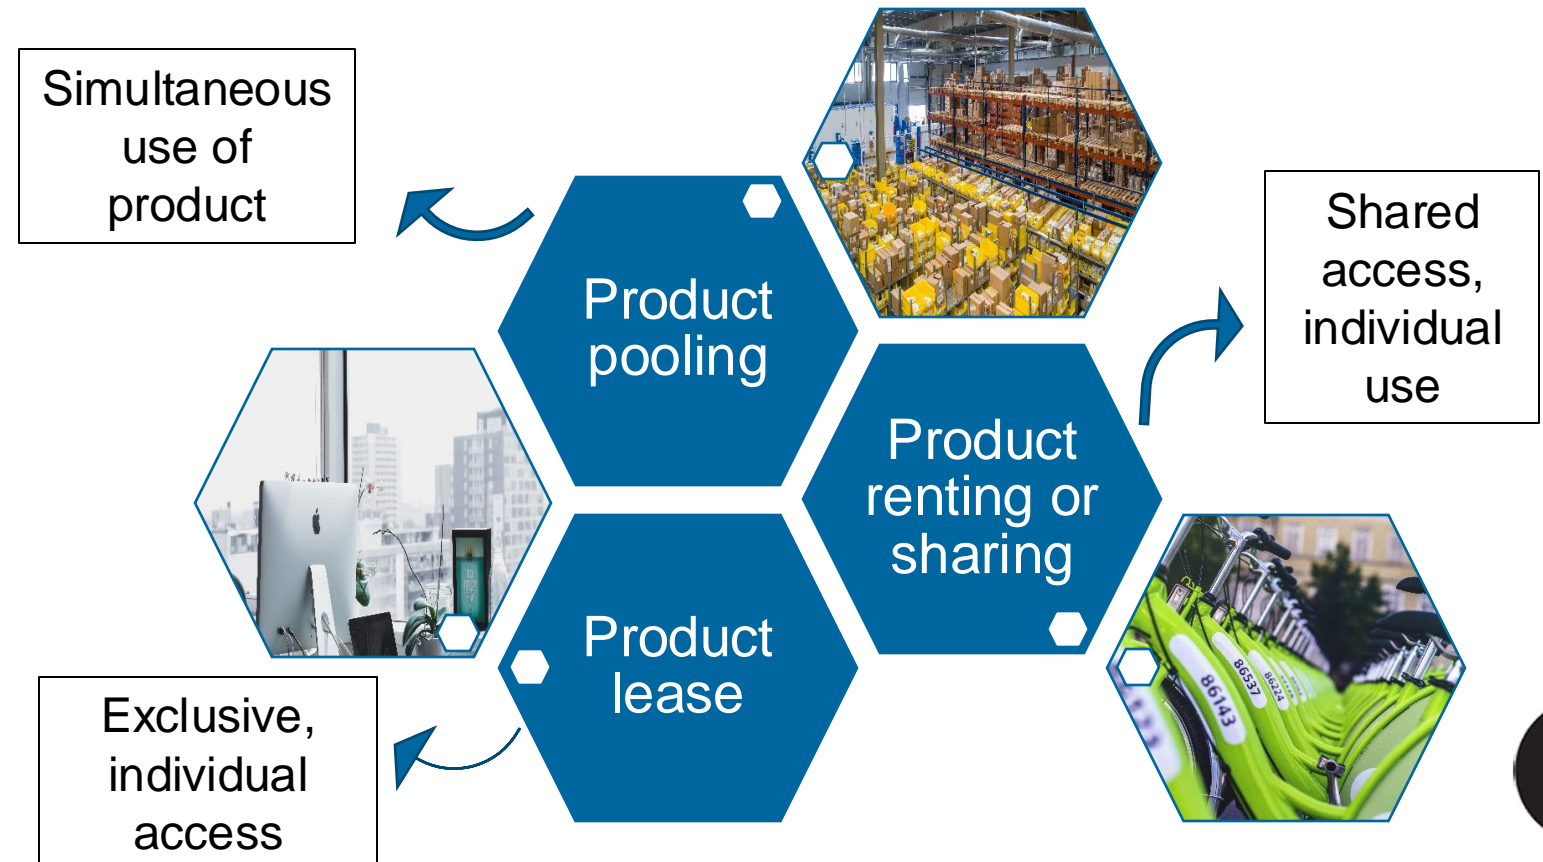 Simultaneous
use of
product
Product
pooling
Shared
access,
individual
use
Product
renting or
sharing
Product
lease
Exclusive,
individual
access
86143
86537
86224